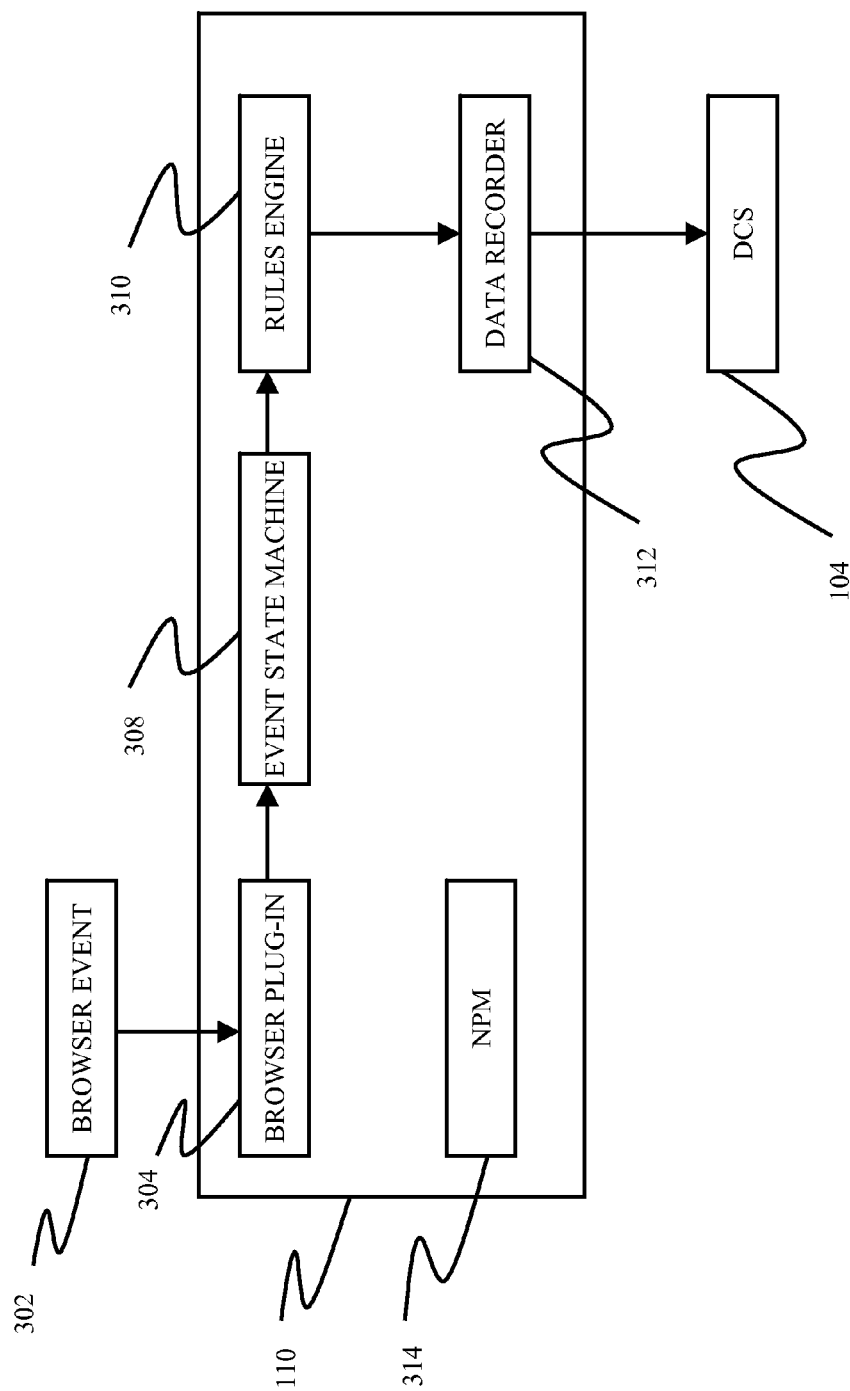 302
BROWSER EVENT
304
308
310
BROWSER PLUG-IN
EVENT STATE MACHINE
RULES ENGINE
110
NPM
DATA RECORDER
314
312
DCS
104